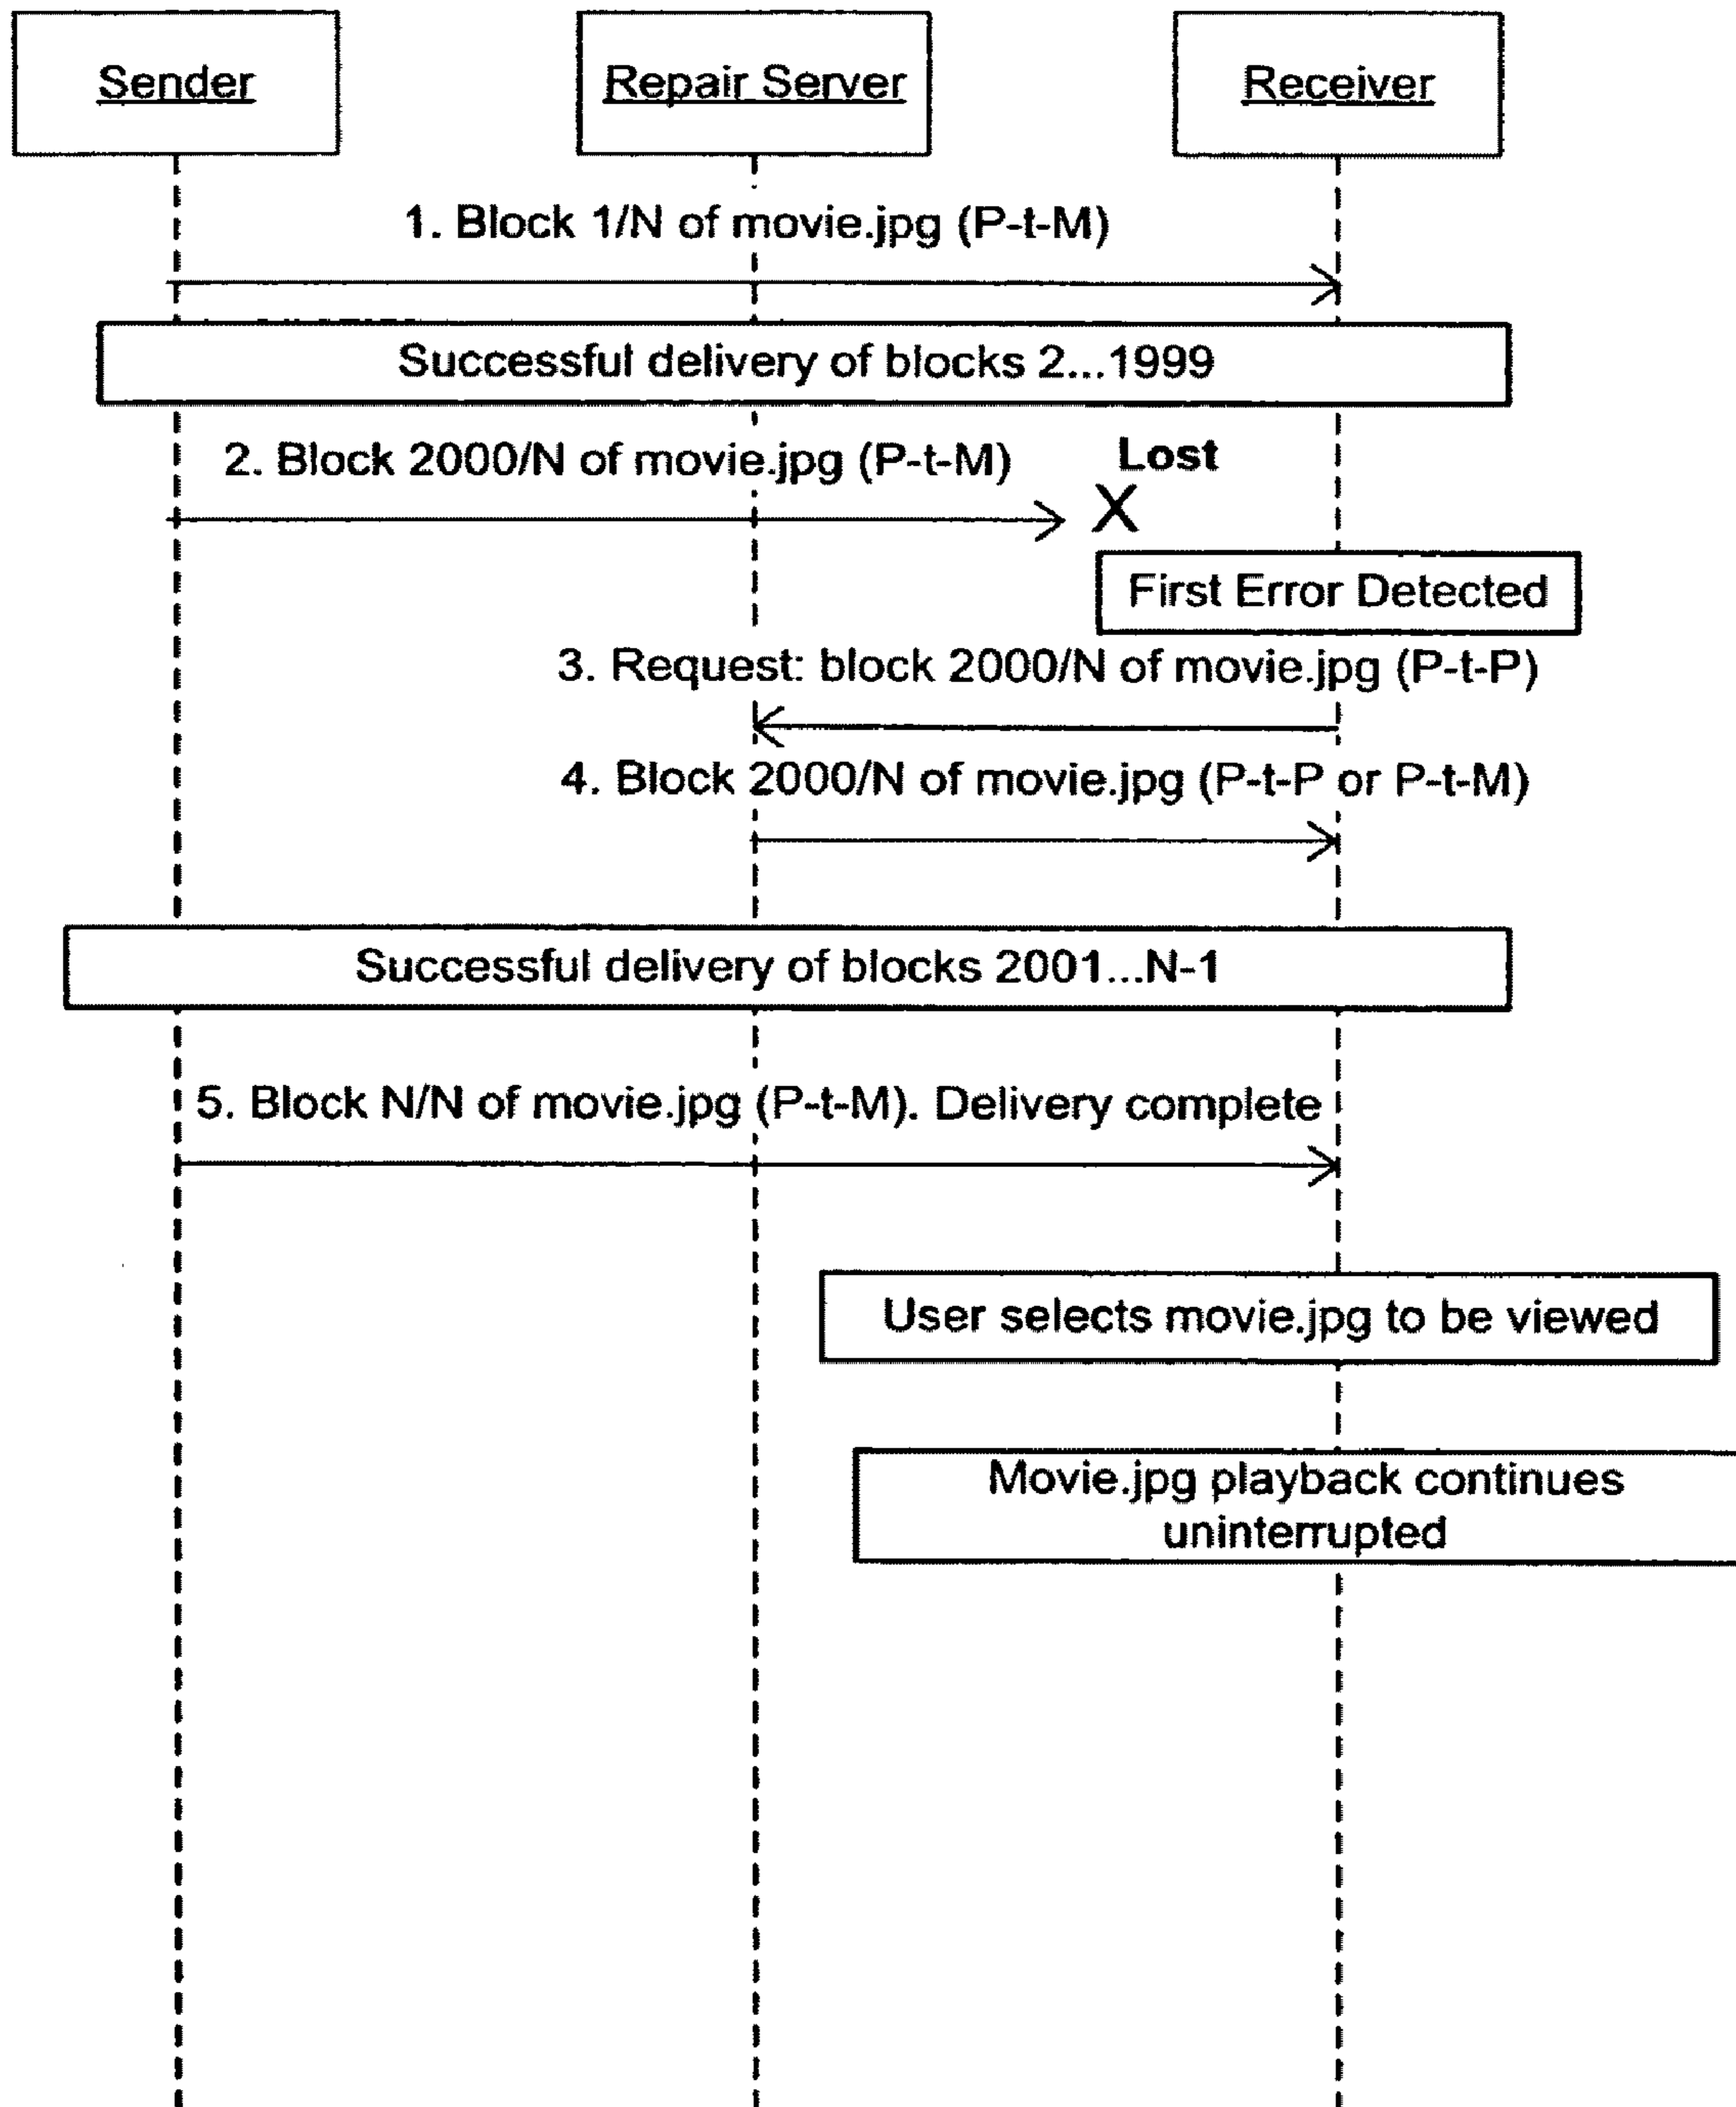 Sender
Repair Server
Receiver
1. Block 1/N of movie.jpg (P-t-M)
Successful delivery of blocks 2...1999
2. Block 2000/N of movie.jpg (P-t-M)
Lost
X
First Error Detected
3. Request: block 2000/N of movie.jpg (P-t-P)
4. Block 2000/N of movie.jpg (P-t-P or P-t-M)
Successful delivery of blocks 2001...N-1
5. Block N/N of movie.jpg (P-t-M). Delivery complete
User selects movie.jpg to be viewed
Movie.jpg playback continues
uninterrupted